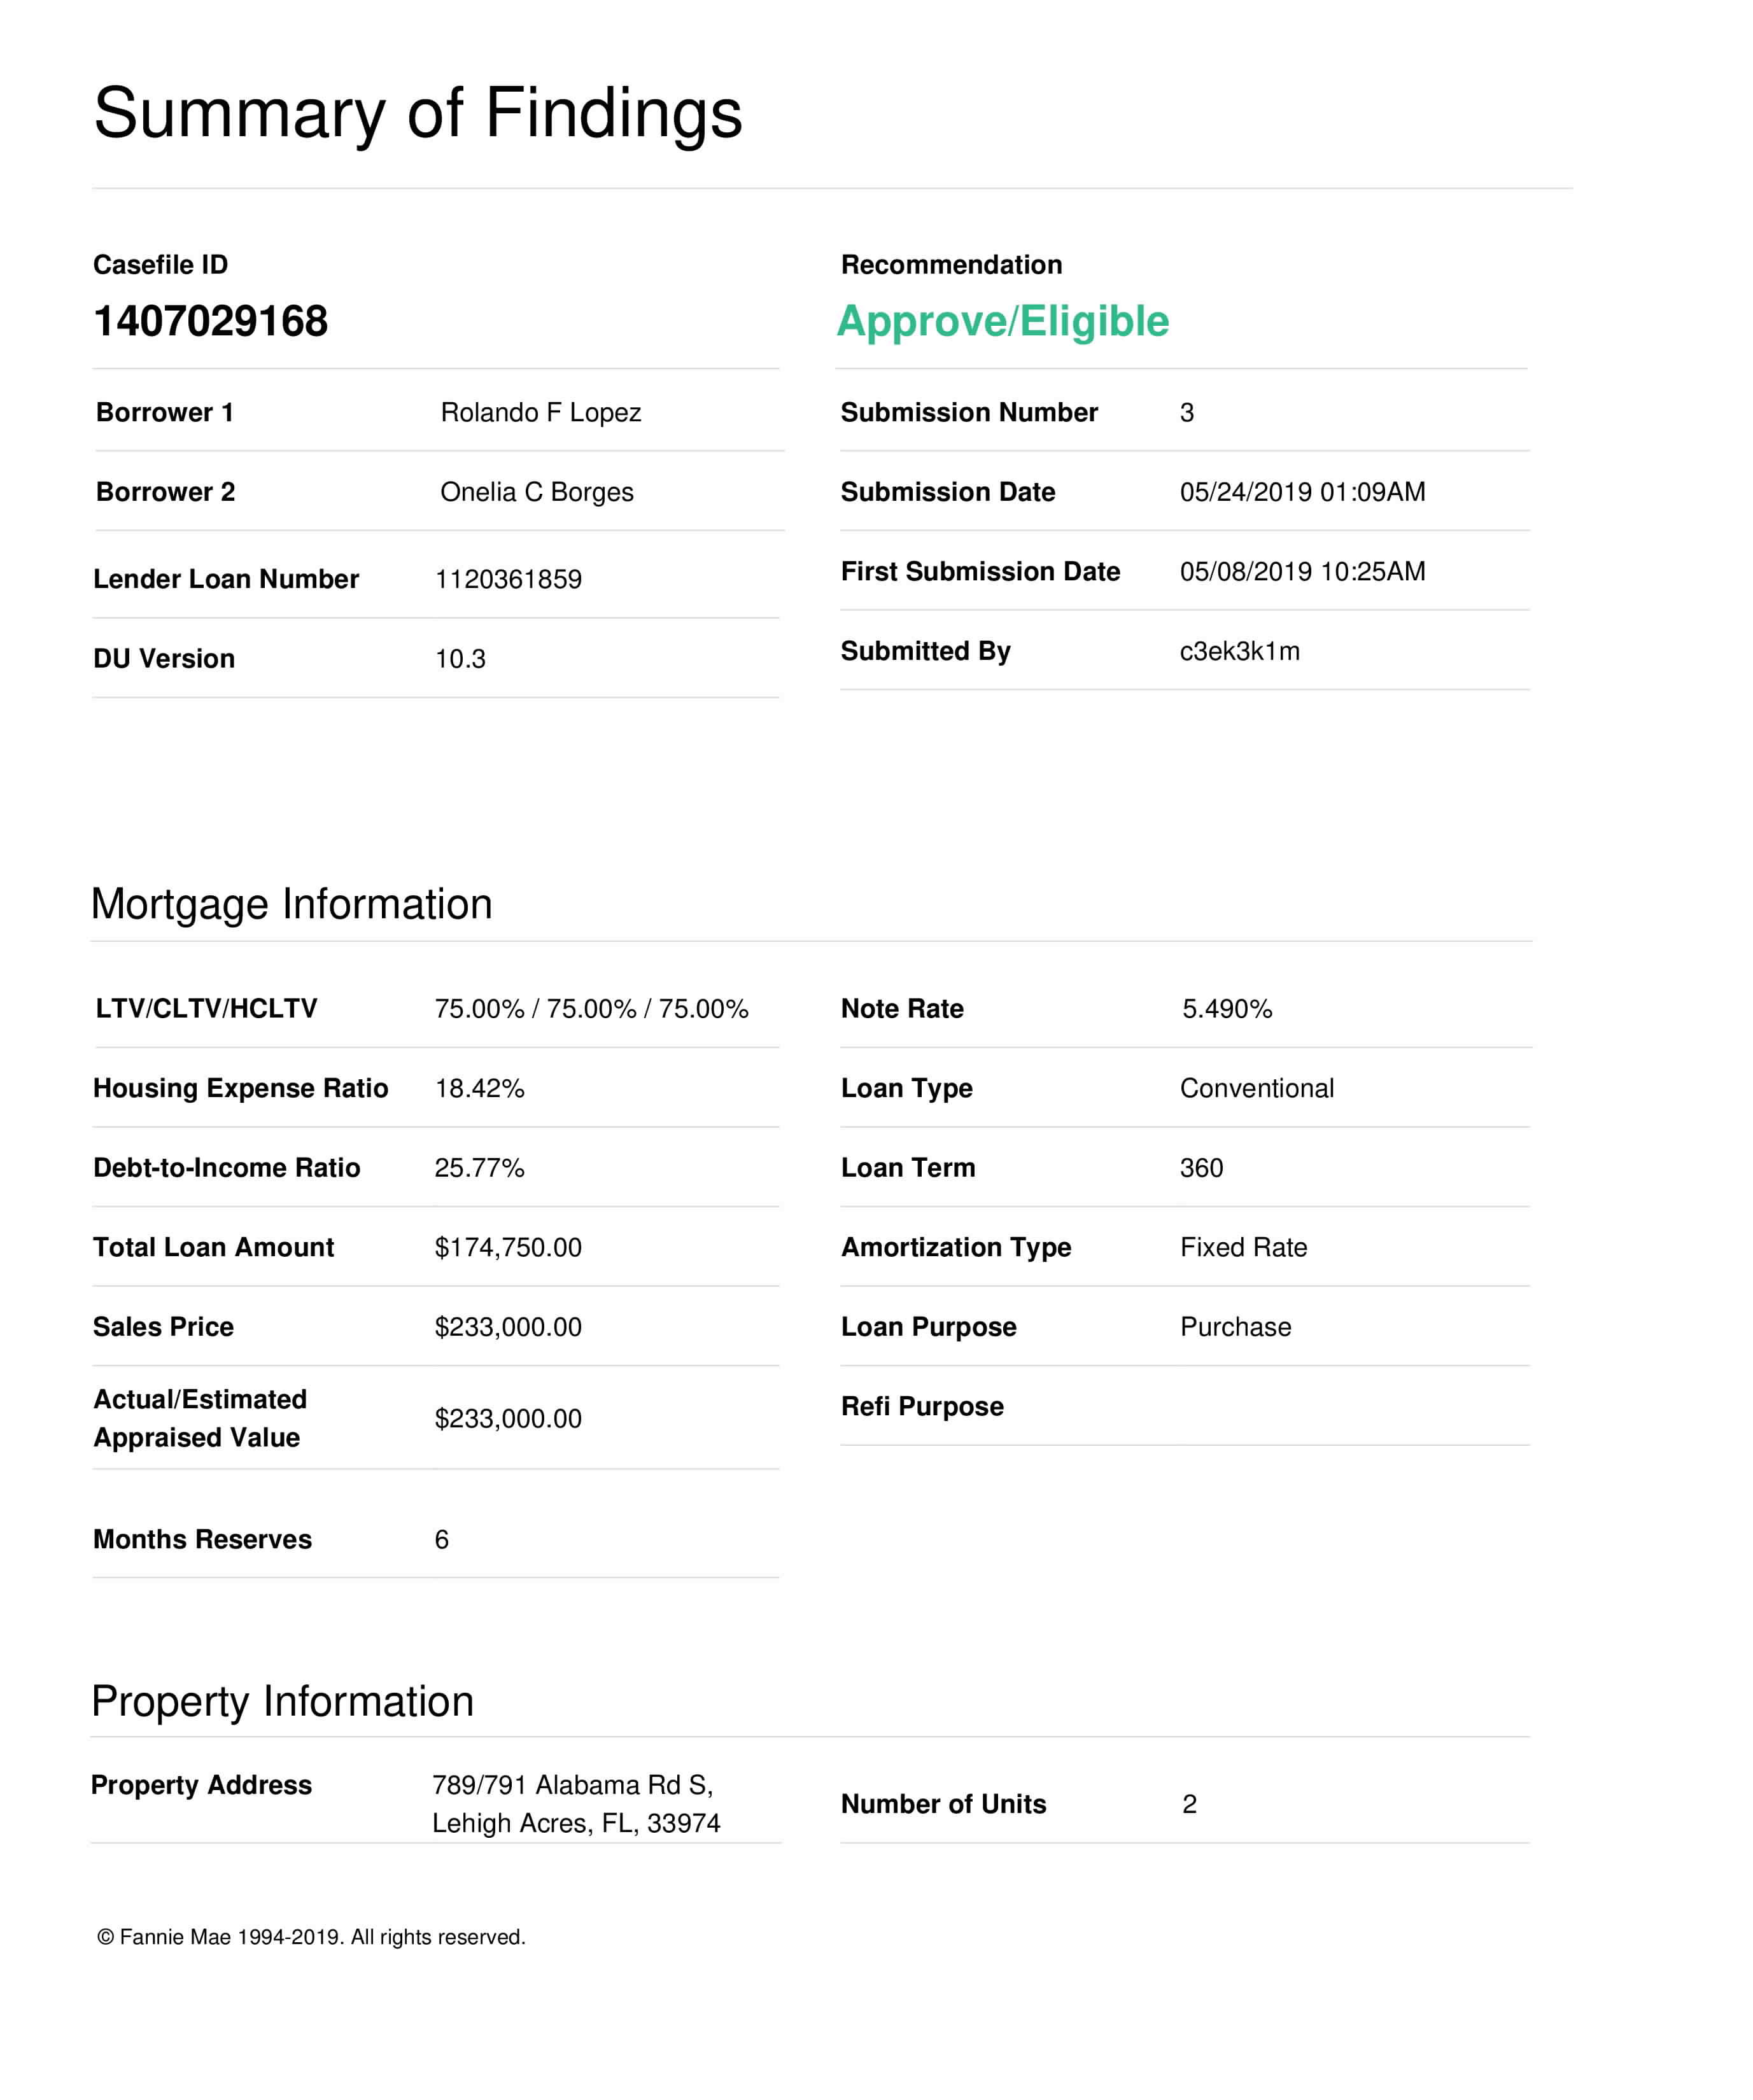 Summary of Findings
Casefile ID
1407029168
Recommendation
Approve/Eligible
Borrower 1 Rolando F Lopez
Borrower 2 Onelia C Borges
Lender Loan Number 1120361859
DU Version 10.3
Submission Number 3
Submission Date 05/24/2019 01:09AM
First Submission Date 05/08/2019 10:25AM
Submitted By c3ek3k1m
Mortgage Information
LTV/CLTV/HCLTV 75.00% / 75.00% / 75.00%
Housing Expense Ratio 18.42%
Debt-to-Income Ratio 25.77%
Total Loan Amount $174,750.00
Sales Price $233,000.00
Actual/Estimated
Appraised Value $233,000.00
Months Reserves 6
Note Rate 5.490%
Loan Type Conventional
Loan Term 360
Amortization Type Fixed Rate
Loan Purpose Purchase
Refi Purpose
Property Information
Property Address 789/791 Alabama Rd S,
Lehigh Acres, FL, 33974
Number of Units 2
© Fannie Mae 1994-2019. All rights reserved.